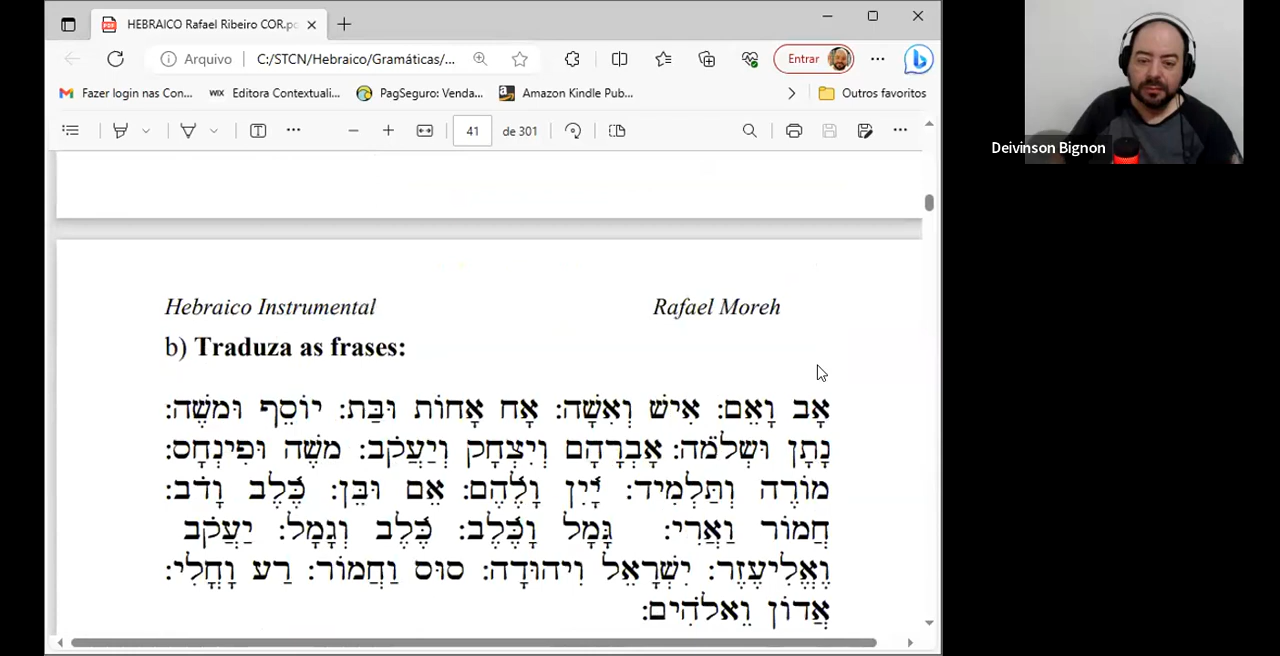 HEBRAICO Rafael Ribeiro COR.pc
Arquivo
C:/STCN/Hebraico/Gramáticas/...
Entrar
Fazer login nas Con...
WIX Editora Contextuali...
PagSeguro: Venda...
Amazon Kindle Pub...
Outros favoritos
41 de 301
Deivinson Bignon
Hebraico Instrumental Rafael Moreh
b) Traduza as frases:
אָב וָאֵם: אִישׁ וְאִשָּׁה: אָח אָחוֹת וּבַּת: יוֹסֵף וּמֹשֶׁה:
נָתָן וּשְׁלֹמֹה: אַבְרָהָם וְיִצְחָק וְיַעֲקֹב: מֹשֶׁה וּפִינְחָס:
מוֹרֶה וְתַּלְמִיד: יַּ֫יִן וָלֶ֫הֶם: אֵם וּבֵּן: כֶּ֫לֶב וָדֹב:
חֲמוֹר וַאֲרִי: גָּמָל וָכֶּ֫לֶב: כֶּ֫לֶב וְגָמָל: יַעֲקֹב
וֶאֱלִיעֶזֶר: יִשְׂרָאֵל וִיהוּדָה: סוּס וַחֲמוֹר: רַע וָחֳלִי:
אֲדוֹן וֵאלֹהִים: